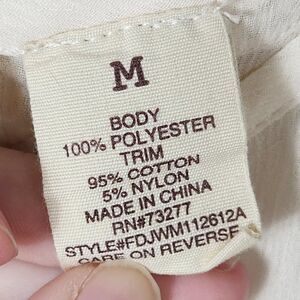 M
BODY
100% POLYESTER
TRIM
95% COTTON
5% NYLON
MADE IN CHINA
RN#73277
STYLE#FDJWM112612A
CARE ON REVERSE